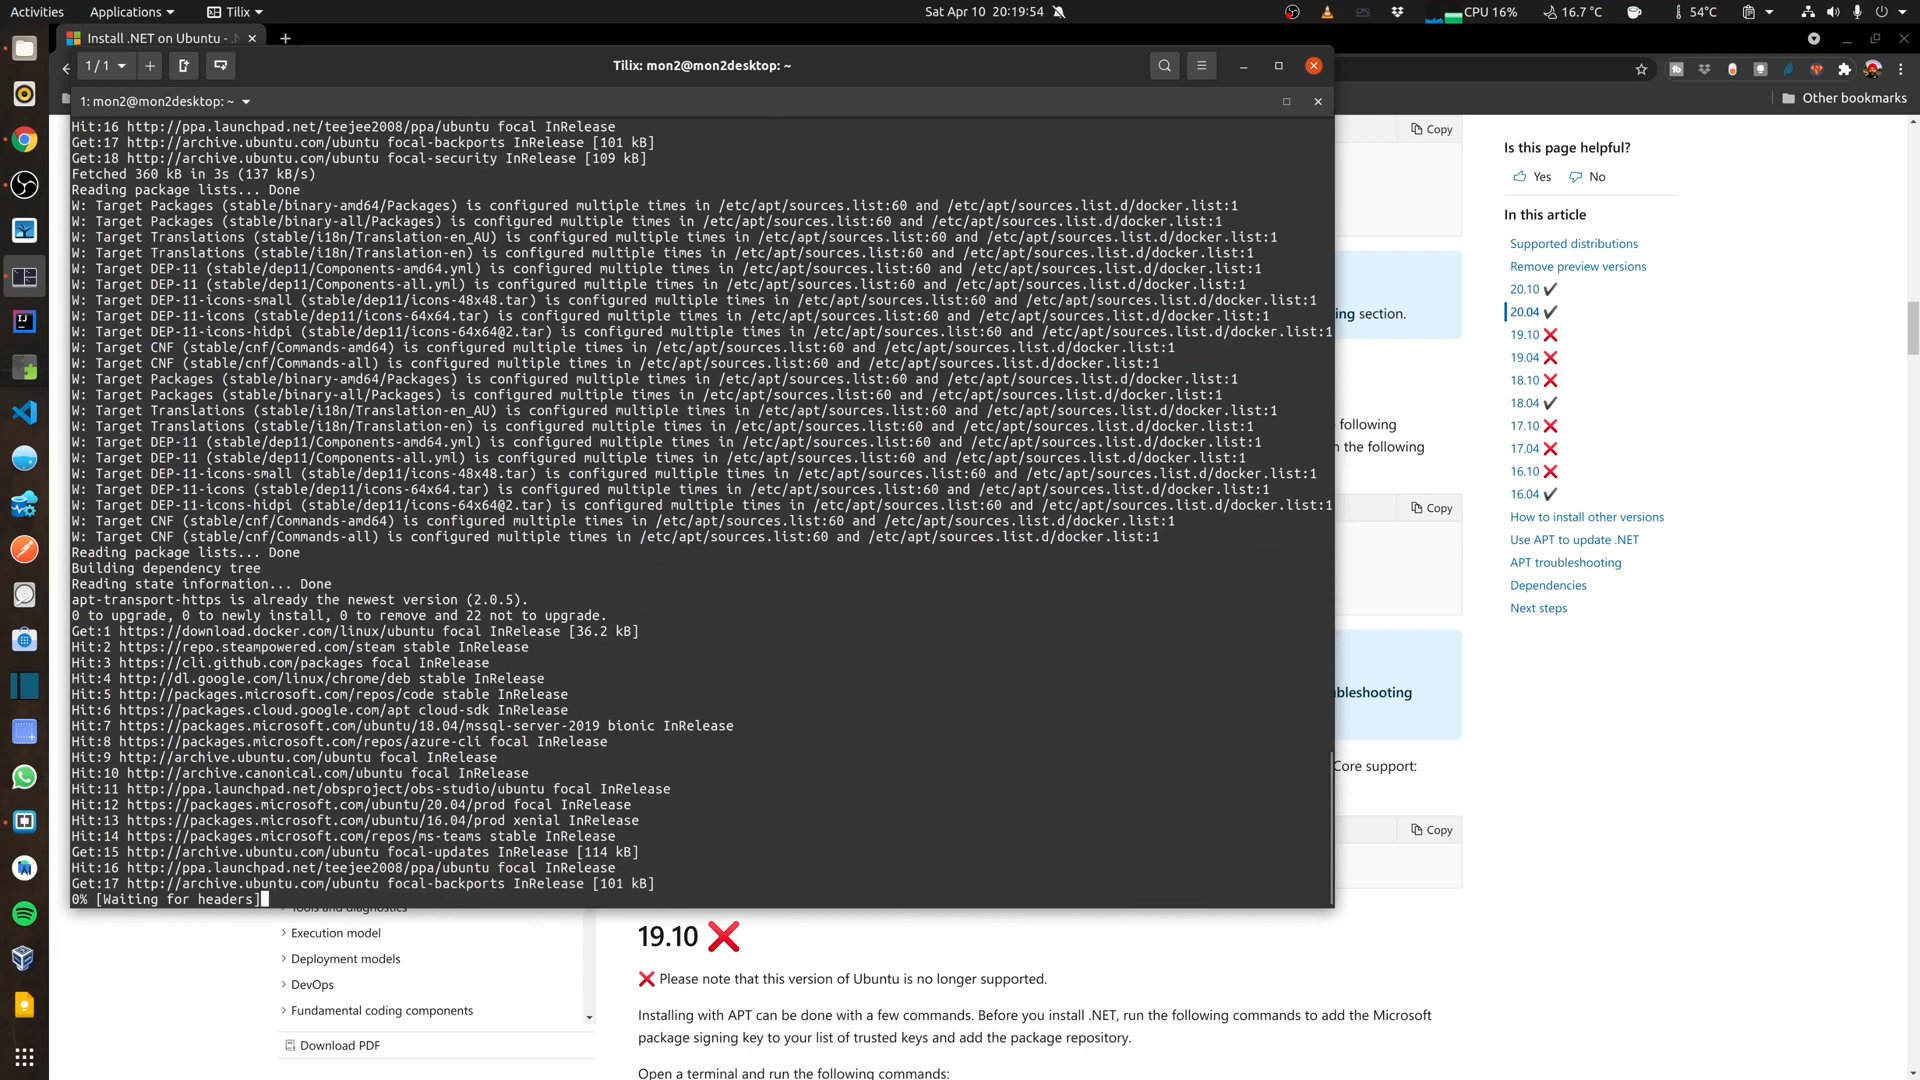 Activities
Applications
Tilix
Sat Apr 10 20:19:54
CPU 16%
16.7 °C
54°C
Install .NET on Ubuntu - .
Other bookmarks
1 / 1
Tilix: mon2@mon2desktop: ~
1: mon2@mon2desktop: ~
Hit:16 http://ppa.launchpad.net/teejee2008/ppa/ubuntu focal InRelease
Get:17 http://archive.ubuntu.com/ubuntu focal-backports InRelease [101 kB]
Get:18 http://archive.ubuntu.com/ubuntu focal-security InRelease [109 kB]
Fetched 360 kB in 3s (137 kB/s)
Reading package lists... Done
W: Target Packages (stable/binary-amd64/Packages) is configured multiple times in /etc/apt/sources.list:60 and /etc/apt/sources.list.d/docker.list:1
W: Target Packages (stable/binary-all/Packages) is configured multiple times in /etc/apt/sources.list:60 and /etc/apt/sources.list.d/docker.list:1
W: Target Translations (stable/i18n/Translation-en_AU) is configured multiple times in /etc/apt/sources.list:60 and /etc/apt/sources.list.d/docker.list:1
W: Target Translations (stable/i18n/Translation-en) is configured multiple times in /etc/apt/sources.list:60 and /etc/apt/sources.list.d/docker.list:1
W: Target DEP-11 (stable/dep11/Components-amd64.yml) is configured multiple times in /etc/apt/sources.list:60 and /etc/apt/sources.list.d/docker.list:1
W: Target DEP-11 (stable/dep11/Components-all.yml) is configured multiple times in /etc/apt/sources.list:60 and /etc/apt/sources.list.d/docker.list:1
W: Target DEP-11-icons-small (stable/dep11/icons-48x48.tar) is configured multiple times in /etc/apt/sources.list:60 and /etc/apt/sources.list.d/docker.list:1
W: Target DEP-11-icons (stable/dep11/icons-64x64.tar) is configured multiple times in /etc/apt/sources.list:60 and /etc/apt/sources.list.d/docker.list:1
W: Target DEP-11-icons-hidpi (stable/dep11/icons-64x64@2.tar) is configured multiple times in /etc/apt/sources.list:60 and /etc/apt/sources.list.d/docker.list:1
W: Target CNF (stable/cnf/Commands-amd64) is configured multiple times in /etc/apt/sources.list:60 and /etc/apt/sources.list.d/docker.list:1
W: Target CNF (stable/cnf/Commands-all) is configured multiple times in /etc/apt/sources.list:60 and /etc/apt/sources.list.d/docker.list:1
W: Target Packages (stable/binary-amd64/Packages) is configured multiple times in /etc/apt/sources.list:60 and /etc/apt/sources.list.d/docker.list:1
W: Target Packages (stable/binary-all/Packages) is configured multiple times in /etc/apt/sources.list:60 and /etc/apt/sources.list.d/docker.list:1
W: Target Translations (stable/i18n/Translation-en_AU) is configured multiple times in /etc/apt/sources.list:60 and /etc/apt/sources.list.d/docker.list:1
W: Target Translations (stable/i18n/Translation-en) is configured multiple times in /etc/apt/sources.list:60 and /etc/apt/sources.list.d/docker.list:1
W: Target DEP-11 (stable/dep11/Components-amd64.yml) is configured multiple times in /etc/apt/sources.list:60 and /etc/apt/sources.list.d/docker.list:1
W: Target DEP-11 (stable/dep11/Components-all.yml) is configured multiple times in /etc/apt/sources.list:60 and /etc/apt/sources.list.d/docker.list:1
W: Target DEP-11-icons-small (stable/dep11/icons-48x48.tar) is configured multiple times in /etc/apt/sources.list:60 and /etc/apt/sources.list.d/docker.list:1
W: Target DEP-11-icons (stable/dep11/icons-64x64.tar) is configured multiple times in /etc/apt/sources.list:60 and /etc/apt/sources.list.d/docker.list:1
W: Target DEP-11-icons-hidpi (stable/dep11/icons-64x64@2.tar) is configured multiple times in /etc/apt/sources.list:60 and /etc/apt/sources.list.d/docker.list:1
W: Target CNF (stable/cnf/Commands-amd64) is configured multiple times in /etc/apt/sources.list:60 and /etc/apt/sources.list.d/docker.list:1
W: Target CNF (stable/cnf/Commands-all) is configured multiple times in /etc/apt/sources.list:60 and /etc/apt/sources.list.d/docker.list:1
Reading package lists... Done
Building dependency tree
Reading state information... Done
apt-transport-https is already the newest version (2.0.5).
0 to upgrade, 0 to newly install, 0 to remove and 22 not to upgrade.
Get:1 https://download.docker.com/linux/ubuntu focal InRelease [36.2 kB]
Hit:2 https://repo.steampowered.com/steam stable InRelease
Hit:3 https://cli.github.com/packages focal InRelease
Hit:4 http://dl.google.com/linux/chrome/deb stable InRelease
Hit:5 http://packages.microsoft.com/repos/code stable InRelease
Hit:6 https://packages.cloud.google.com/apt cloud-sdk InRelease
Hit:7 https://packages.microsoft.com/ubuntu/18.04/mssql-server-2019 bionic InRelease
Hit:8 https://packages.microsoft.com/repos/azure-cli focal InRelease
Hit:9 http://archive.ubuntu.com/ubuntu focal InRelease
Hit:10 http://archive.canonical.com/ubuntu focal InRelease
Hit:11 http://ppa.launchpad.net/obsproject/obs-studio/ubuntu focal InRelease
Hit:12 https://packages.microsoft.com/ubuntu/20.04/prod focal InRelease
Hit:13 https://packages.microsoft.com/ubuntu/16.04/prod xenial InRelease
Hit:14 https://packages.microsoft.com/repos/ms-teams stable InRelease
Get:15 http://archive.ubuntu.com/ubuntu focal-updates InRelease [114 kB]
Hit:16 http://ppa.launchpad.net/teejee2008/ppa/ubuntu focal InRelease
Get:17 http://archive.ubuntu.com/ubuntu focal-backports InRelease [101 kB]
0% [Waiting for headers]
Copy
ing section.
following
n the following
Copy
bleshooting
Core support:
Copy
Is this page helpful?
Yes
No
In this article
Supported distributions
Remove preview versions
20.10 ✔
20.04 ✔
19.10 ❌
19.04 ❌
18.10 ❌
18.04 ✔
17.10 ❌
17.04 ❌
16.10 ❌
16.04 ✔
How to install other versions
Use APT to update .NET
APT troubleshooting
Dependencies
Next steps
Tools and diagnostics
Execution model
Deployment models
DevOps
Fundamental coding components
Download PDF
19.10 ❌
❌ Please note that this version of Ubuntu is no longer supported.
Installing with APT can be done with a few commands. Before you install .NET, run the following commands to add the Microsoft
package signing key to your list of trusted keys and add the package repository.
Open a terminal and run the following commands: